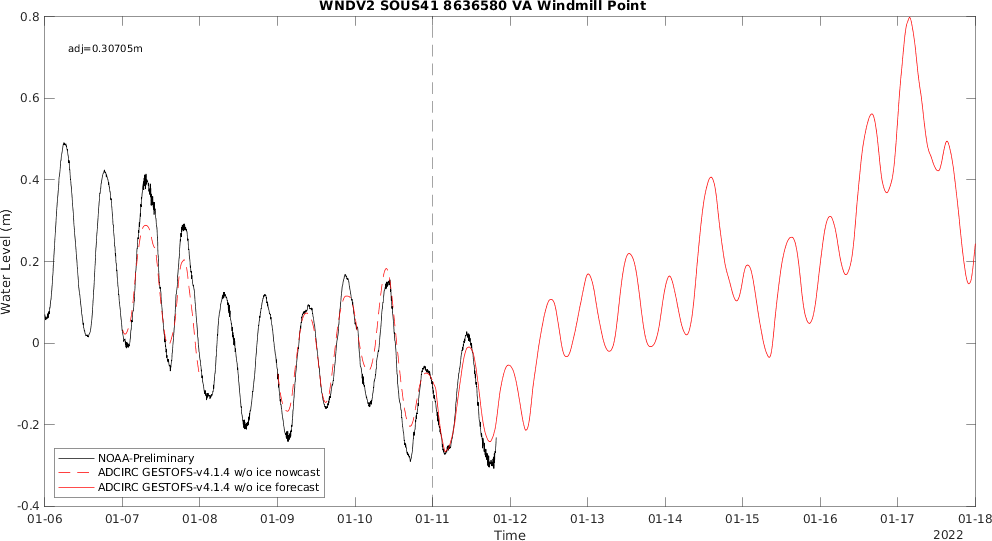 WNDV2 SOUS41 8636580 VA Windmill Point
adj=0.30705m
Water Level (m)
0.8
0.6
0.4
0.2
0
-0.2
-0.4
NOAA-Preliminary
ADCIRC GESTOFS-v4.1.4 w/o ice nowcast
ADCIRC GESTOFS-v4.1.4 w/o ice forecast
01-06 01-07 01-08 01-09 01-10 01-11 01-12 01-13 01-14 01-15 01-16 01-17 01-18
Time
2022